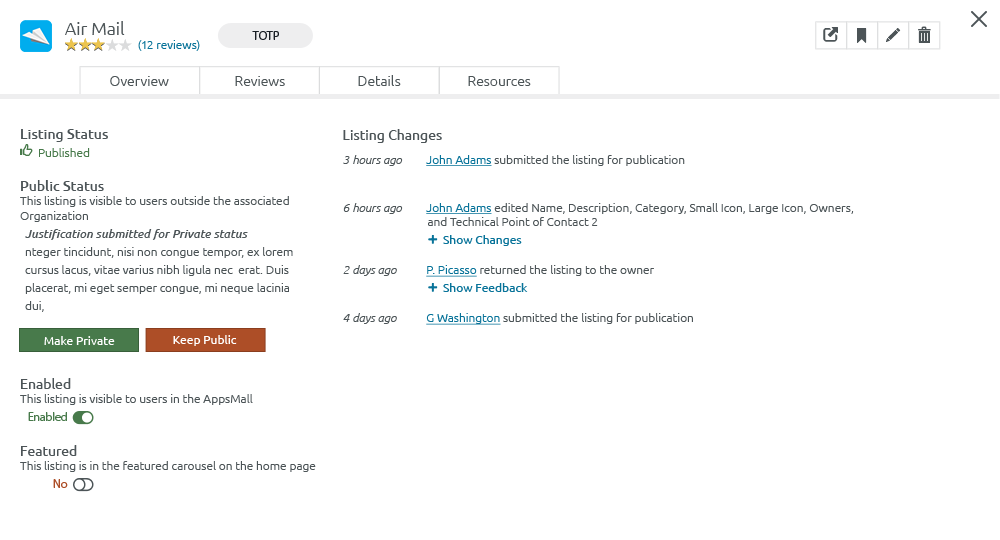 Air Mail
(12 reviews)
TOTP
Overview
Reviews
Details
Resources
Listing Status
Published
Public Status
This listing is visible to users outside the associated
Organization
Justification submitted for Private status
nteger tincidunt, nisi non congue tempor, ex lorem
cursus lacus, vitae varius nibh ligula nec erat. Duis
placerat, mi eget semper congue, mi neque lacinia
dui,
Make Private
Keep Public
Enabled
This listing is visible to users in the AppsMall
Enabled
Featured
This listing is in the featured carousel on the home page
No
Listing Changes
3 hours ago John Adams submitted the listing for publication
6 hours ago John Adams edited Name, Description, Category, Small Icon, Large Icon, Owners,
and Technical Point of Contact 2
+ Show Changes
2 days ago P. Picasso returned the listing to the owner
+ Show Feedback
4 days ago G Washington submitted the listing for publication